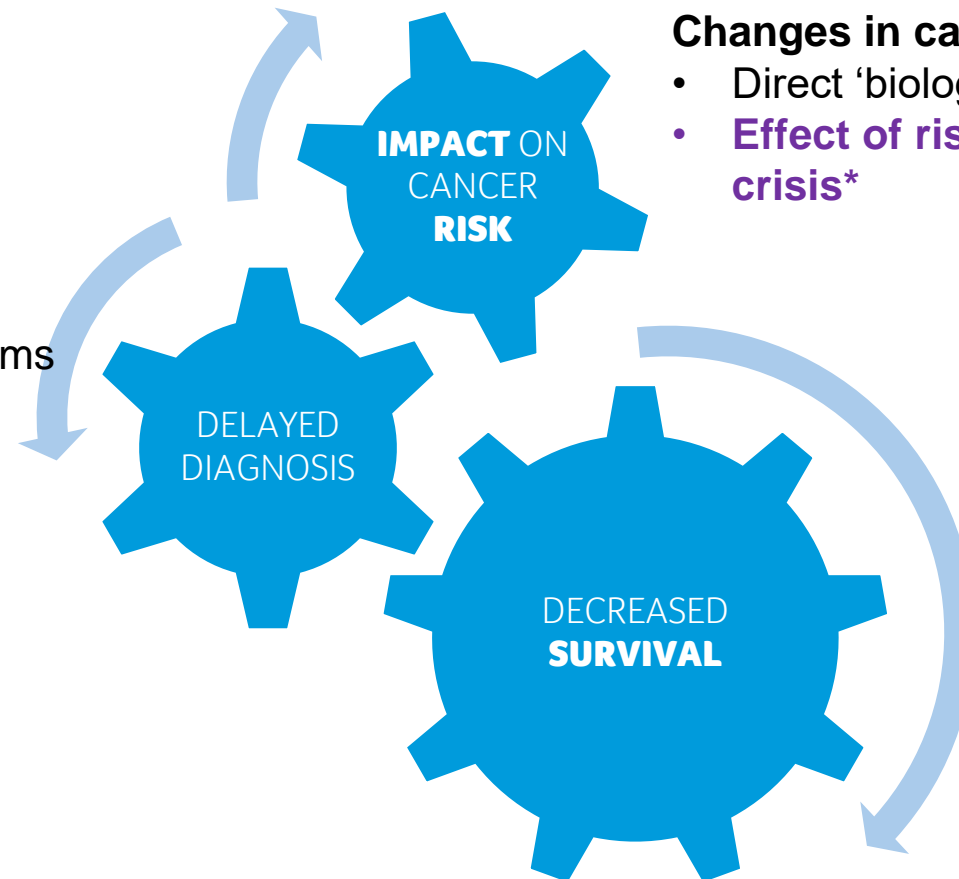 Changes in ca
• Direct ‘biolog
• Effect of ris
crisis*
IMPACT ON
CANCER
RISK
ms
DELAYED
DIAGNOSIS
DECREASED
SURVIVAL